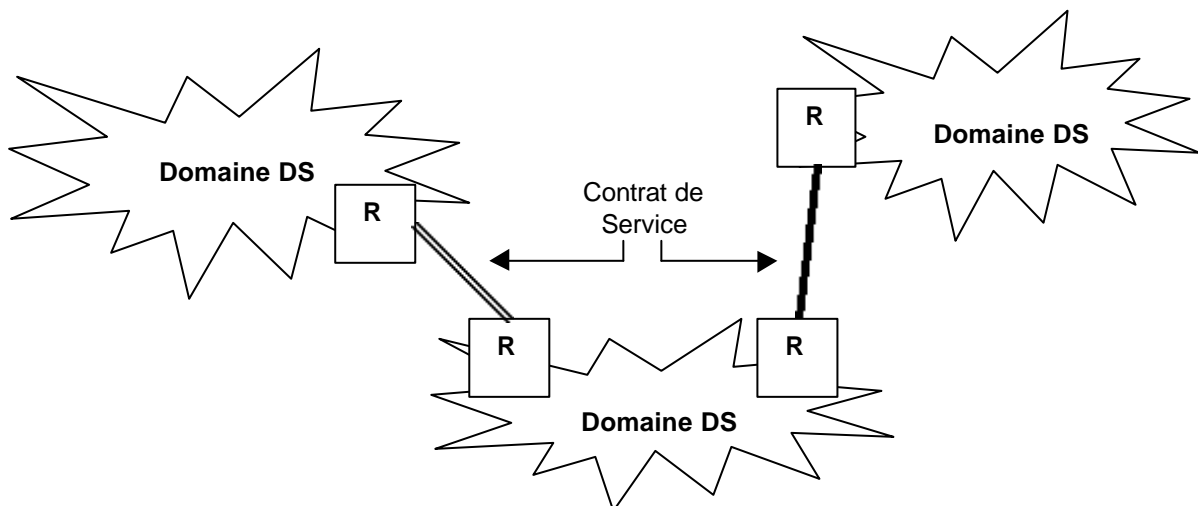 R
Domaine DS
Domaine DS
R
Contrat de
Service
R
R
Domaine DS